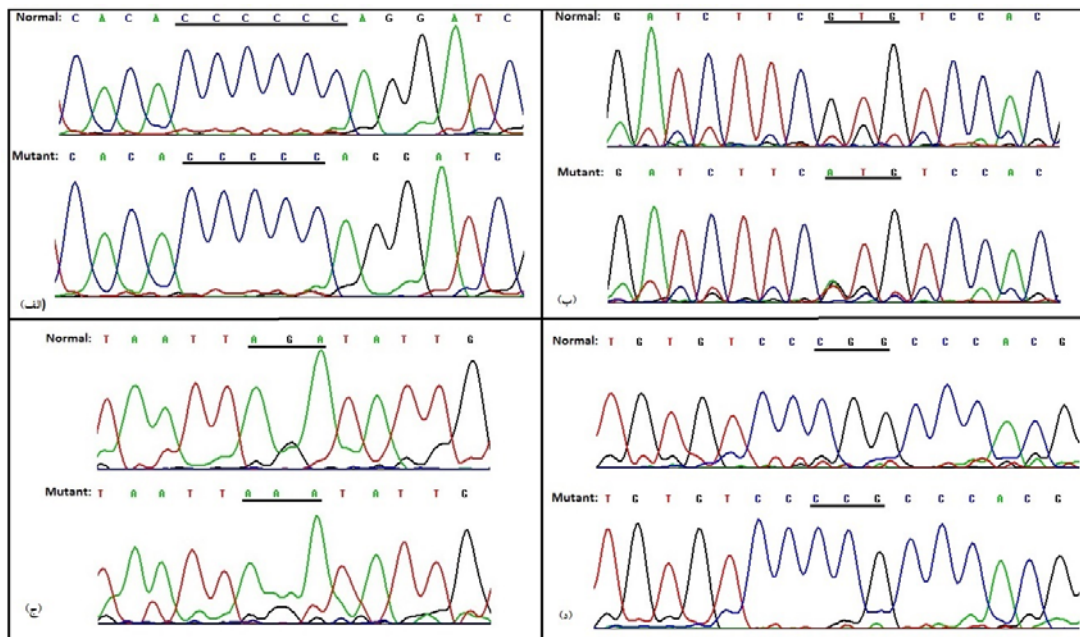 Normal: C A C A C C C C C C A G G A T C
Mutant: C A C A C C C C C A G G A T C
(الف)
Normal: G A T C T T C G T G T C C A C
Mutant: G A T C T T C A T G T C C A C
(ب)
Normal: T A A T T A G A T A T T G
Mutant: T A A T T A A A T A T T G
(ج)
Normal: T G T G T C C C G G C C C A C G
Mutant: T G T G T C C C C G C C C A C G
(د)